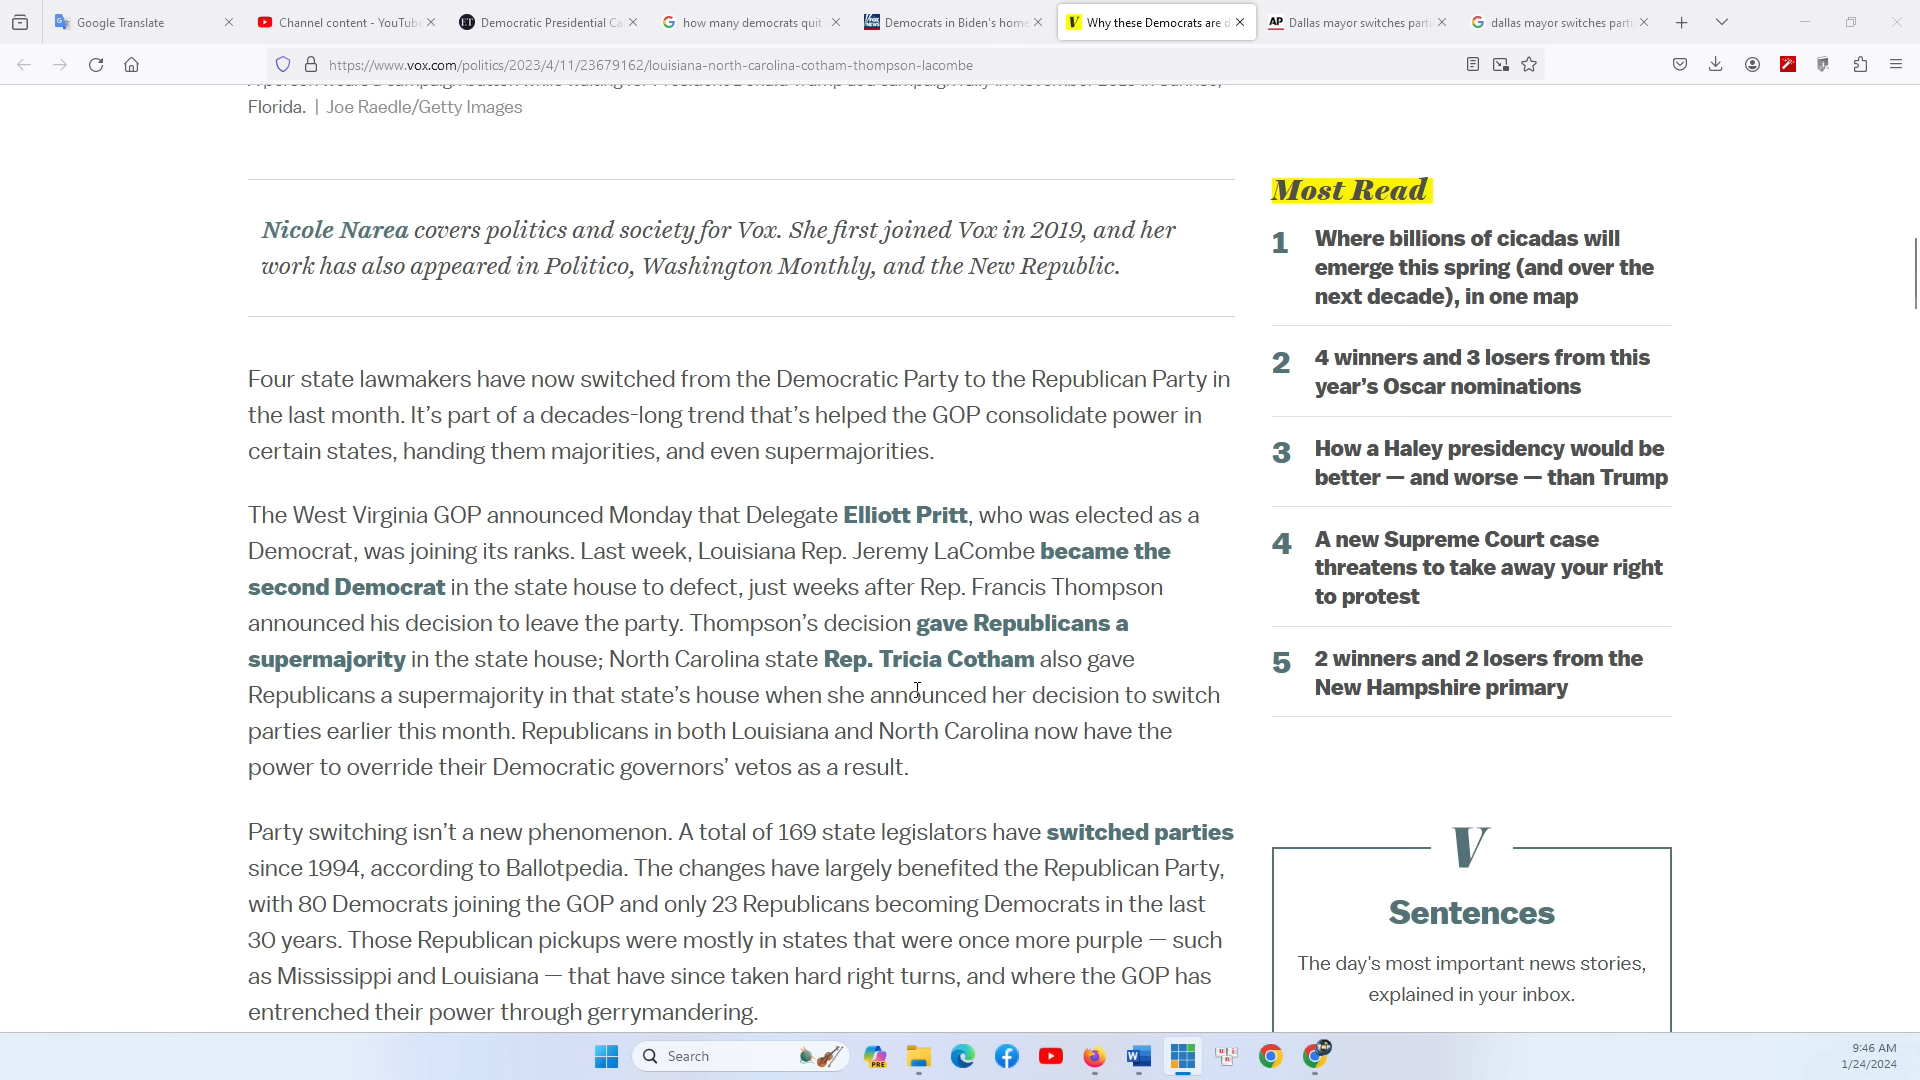 Google Translate
Channel content - YouTube
Democratic Presidential Ca
how many democrats quit
Democrats in Biden's home
Why these Democrats are d
Dallas mayor switches parti
dallas mayor switches parti
https://www.vox.com/politics/2023/4/11/23679162/louisiana-north-carolina-cotham-thompson-lacombe
Florida. | Joe Raedle/Getty Images
Nicole Narea covers politics and society for Vox. She first joined Vox in 2019, and her
work has also appeared in Politico, Washington Monthly, and the New Republic.
Four state lawmakers have now switched from the Democratic Party to the Republican Party in
the last month. It's part of a decades-long trend that's helped the GOP consolidate power in
certain states, handing them majorities, and even supermajorities.
The West Virginia GOP announced Monday that Delegate Elliott Pritt, who was elected as a
Democrat, was joining its ranks. Last week, Louisiana Rep. Jeremy LaCombe became the
second Democrat in the state house to defect, just weeks after Rep. Francis Thompson
announced his decision to leave the party. Thompson's decision gave Republicans a
supermajority in the state house; North Carolina state Rep. Tricia Cotham also gave
Republicans a supermajority in that state's house when she announced her decision to switch
parties earlier this month. Republicans in both Louisiana and North Carolina now have the
power to override their Democratic governors' vetos as a result.
Party switching isn't a new phenomenon. A total of 169 state legislators have switched parties
since 1994, according to Ballotpedia. The changes have largely benefited the Republican Party,
with 80 Democrats joining the GOP and only 23 Republicans becoming Democrats in the last
30 years. Those Republican pickups were mostly in states that were once more purple — such
as Mississippi and Louisiana — that have since taken hard right turns, and where the GOP has
entrenched their power through gerrymandering.
Most Read
1 Where billions of cicadas will
emerge this spring (and over the
next decade), in one map
2 4 winners and 3 losers from this
year's Oscar nominations
3 How a Haley presidency would be
better — and worse — than Trump
4 A new Supreme Court case
threatens to take away your right
to protest
5 2 winners and 2 losers from the
New Hampshire primary
V
Sentences
The day's most important news stories,
explained in your inbox.
Search
9:46 AM
1/24/2024